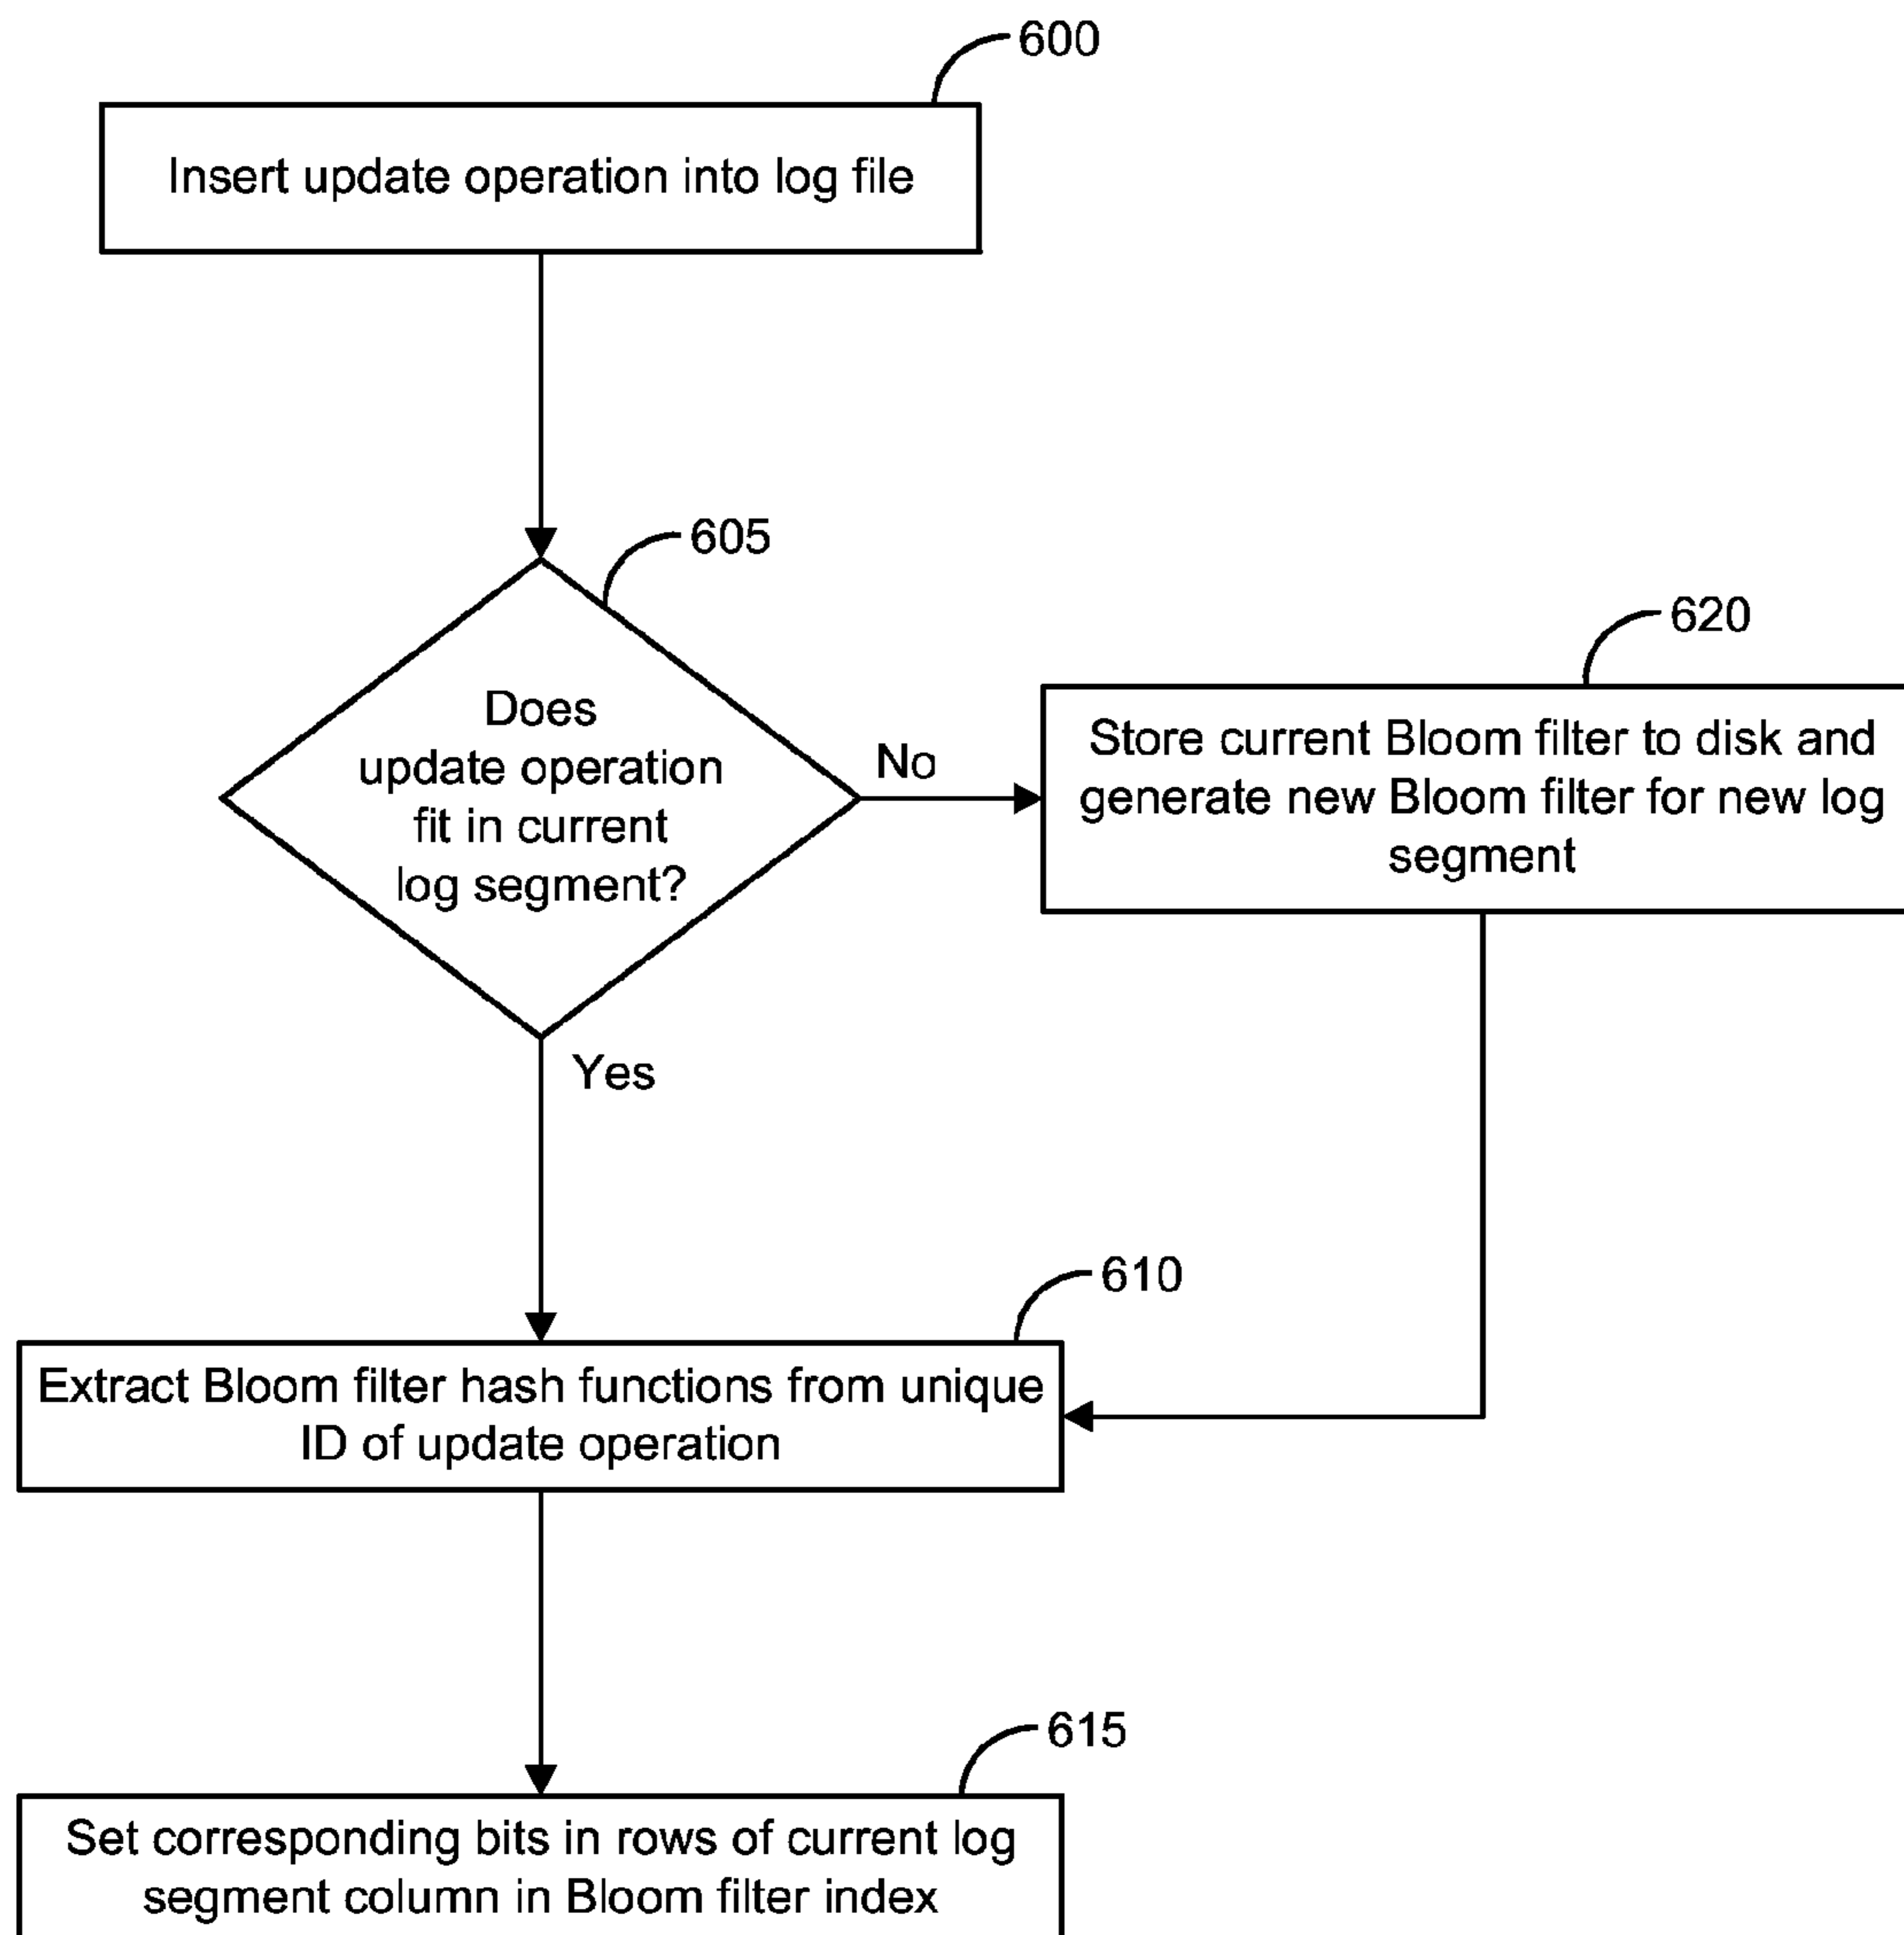 600
Insert update operation into log file
605
Does
update operation
fit in current
log segment?
No
620
Store current Bloom filter to disk and
generate new Bloom filter for new log
segment
Yes
610
Extract Bloom filter hash functions from unique
ID of update operation
615
Set corresponding bits in rows of current log
segment column in Bloom filter index